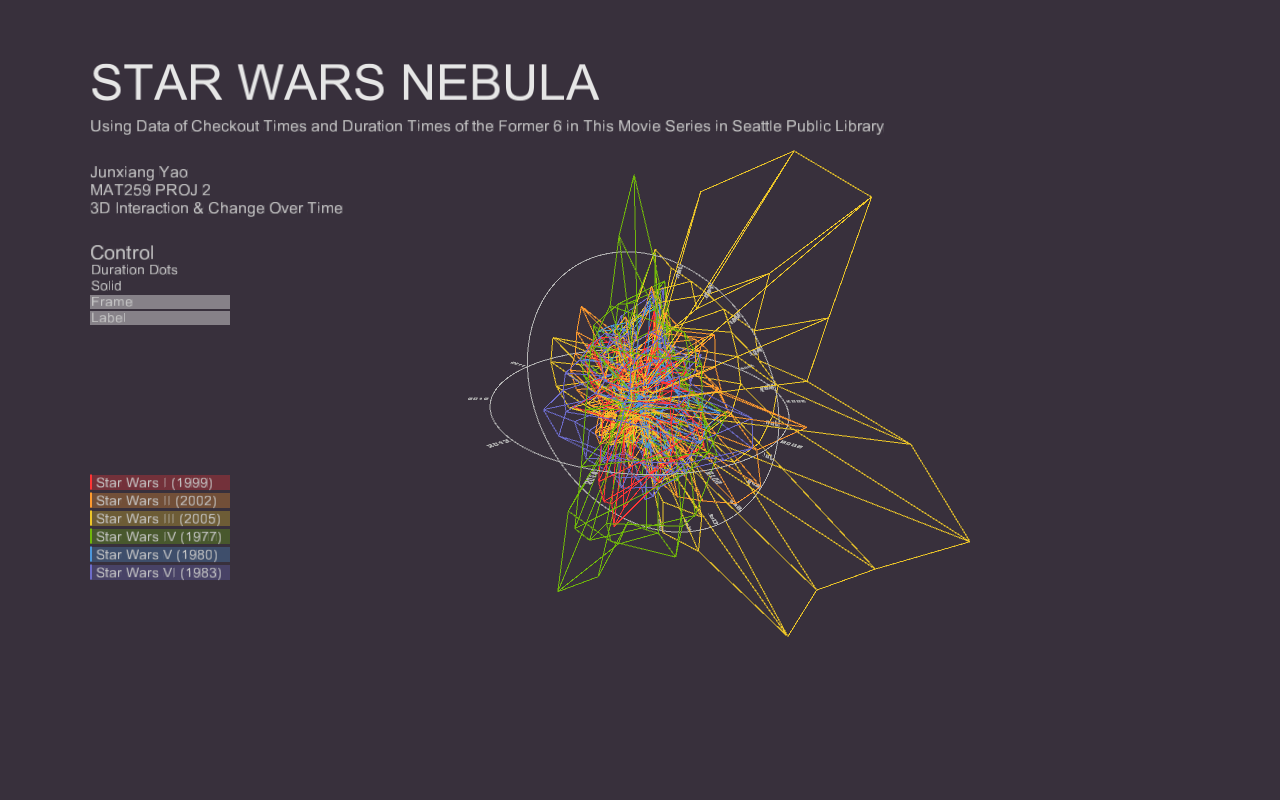 STAR WARS NEBULA
Using Data of Checkout Times and Duration Times of the Former 6 in This Movie Series in Seattle Public Library
Junxiang Yao
MAT259 PROJ 2
3D Interaction & Change Over Time
Control
Duration Dots
Solid
Frame
Label
Star Wars I (1999)
Star Wars II (2002)
Star Wars III (2005)
Star Wars IV (1977)
Star Wars V (1980)
Star Wars VI (1983)